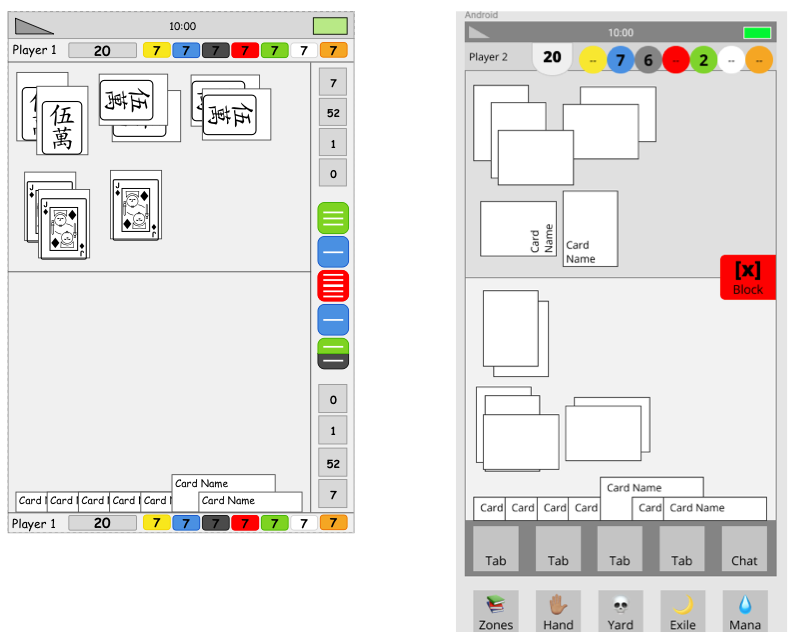 10:00
Player 1 20 7 7 7 7 7 7 7
7
52
1
0
伍萬
伍萬
伍萬
J
J
J
J
J
J
0
1
52
7
Card Name
Card Card Card Card Card Card Name
Player 1 20 7 7 7 7 7 7 7
Android
10:00
Player 2 20 -- 7 6 -- 2 -- --
Card Name
Card
Name
[x]
Block
Card Name
Card Card Card Card Card Card Name
Tab Tab Tab Tab Chat
Zones Hand Yard Exile Mana